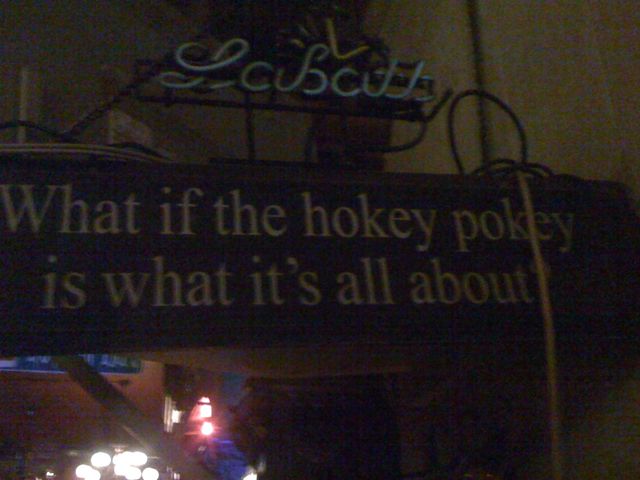 Labatt
What if the hokey pokey
is what it's all about?